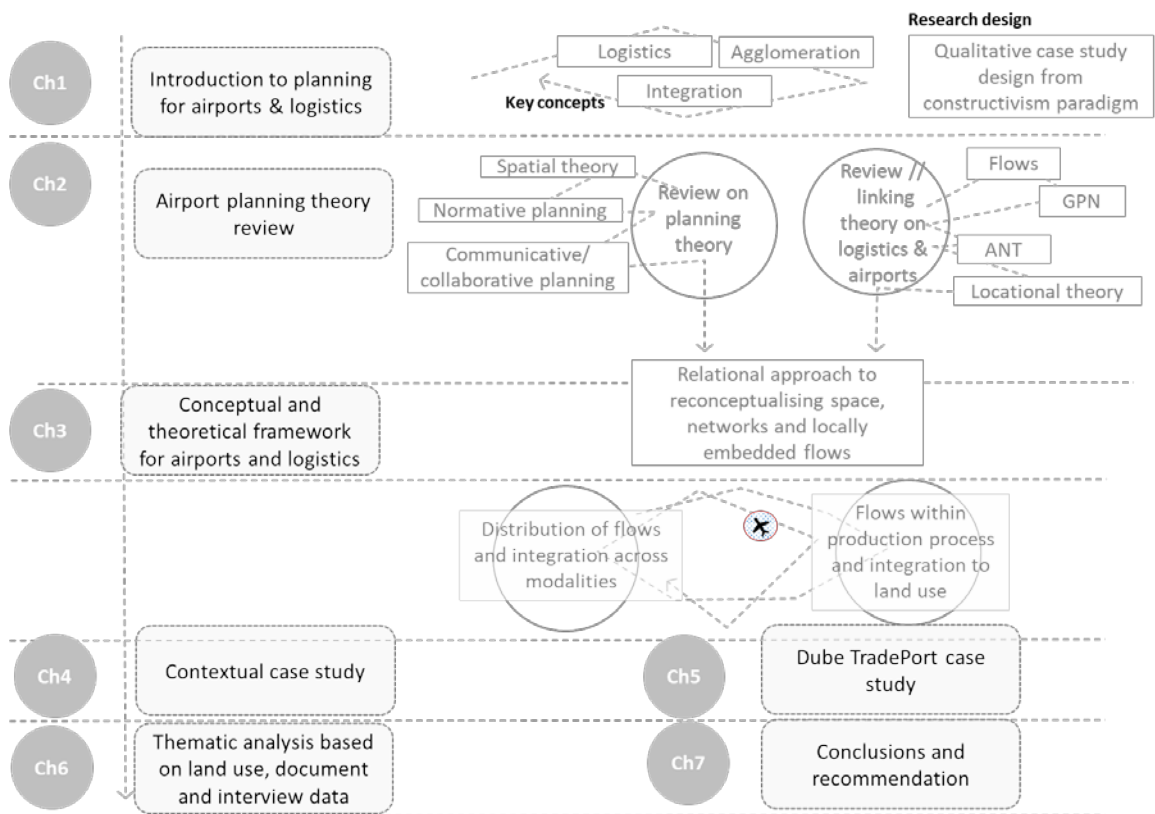 Research design
Ch1
Introduction to planning
for airports & logistics
Logistics
Agglomeration
Integration
Key concepts
Qualitative case study
design from
constructivism paradigm
Ch2
Airport planning theory
review
Spatial theory
Normative planning
Communicative/
collaborative planning
Review on
planning
theory
Review //
linking
theory on
logistics &
airports
Flows
GPN
ANT
Locational theory
Ch3
Conceptual and
theoretical framework
for airports and logistics
Relational approach to
reconceptualising space,
networks and locally
embedded flows
Distribution of flows
and integration across
modalities
Flows within
production process
and integration to
land use
Ch4
Contextual case study
Ch5
Dube TradePort case
study
Ch6
Thematic analysis based
on land use, document
and interview data
Ch7
Conclusions and
recommendation